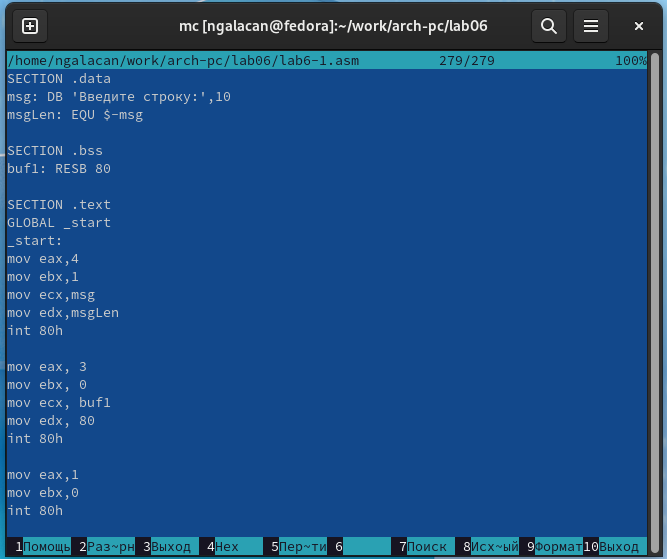 mc [ngalacan@fedora]:~/work/arch-pc/lab06
/home/ngalacan/work/arch-pc/lab06/lab6-1.asm 279/279 100%
SECTION .data
msg: DB 'Введите строку:',10
msgLen: EQU $-msg
SECTION .bss
buf1: RESB 80
SECTION .text
GLOBAL _start
_start:
mov eax,4
mov ebx,1
mov ecx,msg
mov edx,msgLen
int 80h
mov eax, 3
mov ebx, 0
mov ecx, buf1
mov edx, 80
int 80h
mov eax,1
mov ebx,0
int 80h
1Помощь 2Раз~рн 3Выход 4Hex 5Пер~ти 6 7Поиск 8Исх~ый 9Формат 10Выход